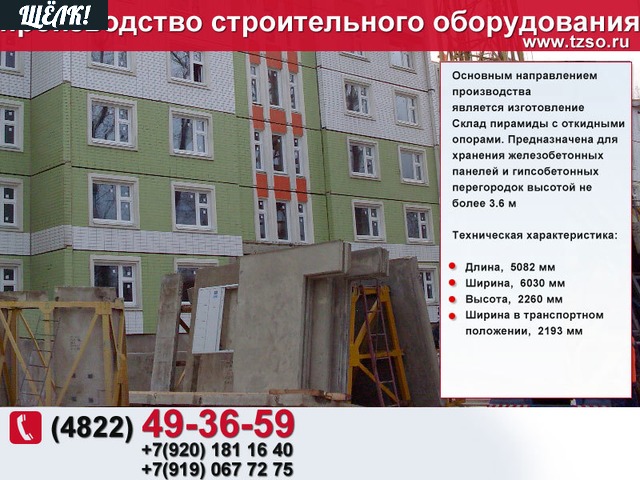 ЩЁЛК!
производство строительного оборудования
www.tzso.ru
Основным направлением
производства
является изготовление
Склад пирамиды с откидными
опорами. Предназначена для
хранения железобетонных
панелей и гипсобетонных
перегородок высотой не
более 3.6 м
Техническая характеристика:
Длина, 5082 мм
Ширина, 6030 мм
Высота, 2260 мм
Ширина в транспортном
положении, 2193 мм
(4822) 49-36-59
+7(920) 181 16 40
+7(919) 067 72 75